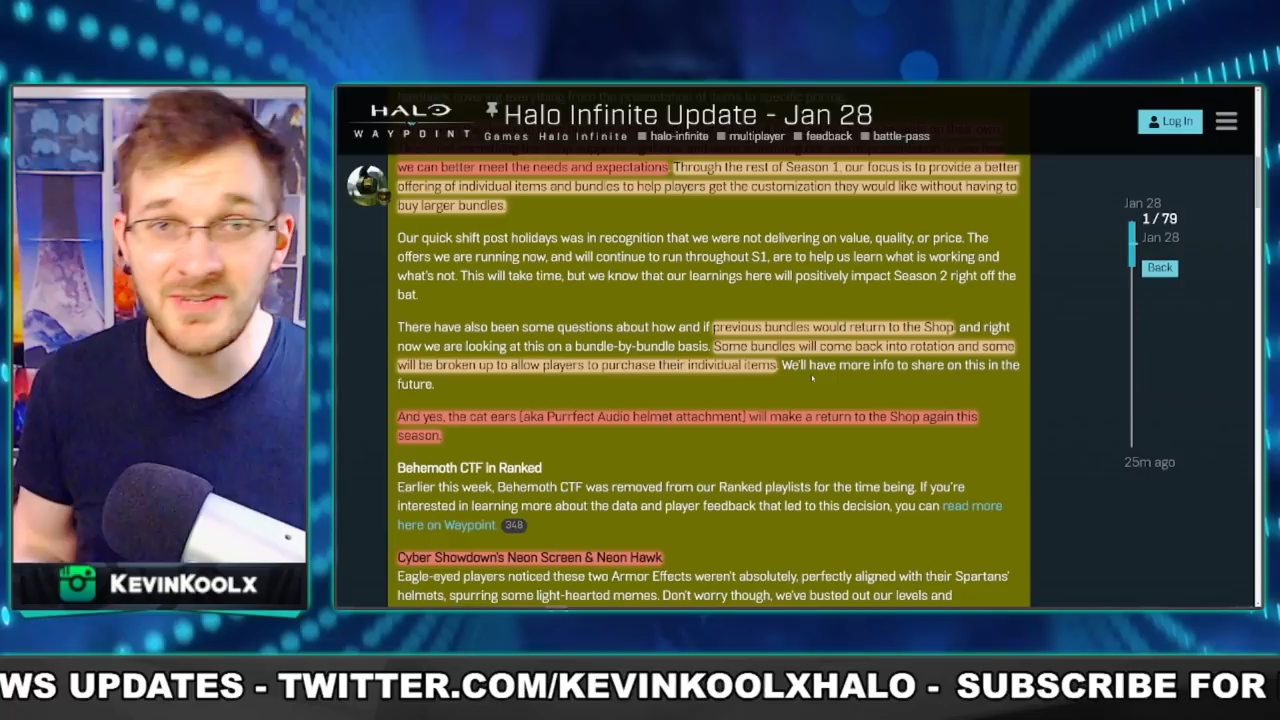 HALO
WAYPOINT
Halo Infinite Update - Jan 28
Games Halo Infinite halo-infinite multiplayer feedback battle-pass
Log In
we can better meet the needs and expectations. Through the rest of Season 1, our focus is to provide a better
offering of individual items and bundles to help players get the customization they would like without having to
buy larger bundles.
Our quick shift post holidays was in recognition that we were not delivering on value, quality, or price. The
offers we are running now, and will continue to run throughout S1, are to help us learn what is working and
what's not. This will take time, but we know that our learnings here will positively impact Season 2 right off the
bat.
There have also been some questions about how and if previous bundles would return to the Shop, and right
now we are looking at this on a bundle-by-bundle basis. Some bundles will come back into rotation and some
will be broken up to allow players to purchase their individual items. We'll have more info to share on this in the
future.
And yes, the cat ears [aka Purrfect Audio helmet attachment] will make a return to the Shop again this
season.
Behemoth CTF in Ranked
Earlier this week, Behemoth CTF was removed from our Ranked playlists for the time being. If you're
interested in learning more about the data and player feedback that led to this decision, you can read more
here on Waypoint. 348
Cyber Showdown's Neon Screen & Neon Hawk
Eagle-eyed players noticed these two Armor Effects weren't absolutely, perfectly aligned with their Spartans'
helmets, spurring some light-hearted memes. Don't worry though, we've busted out our levels and
Jan 28
1 / 79
Jan 28
Back
25m ago
KEVINKOOLX
WS UPDATES - TWITTER.COM/KEVINKOOLXHALO - SUBSCRIBE FOR